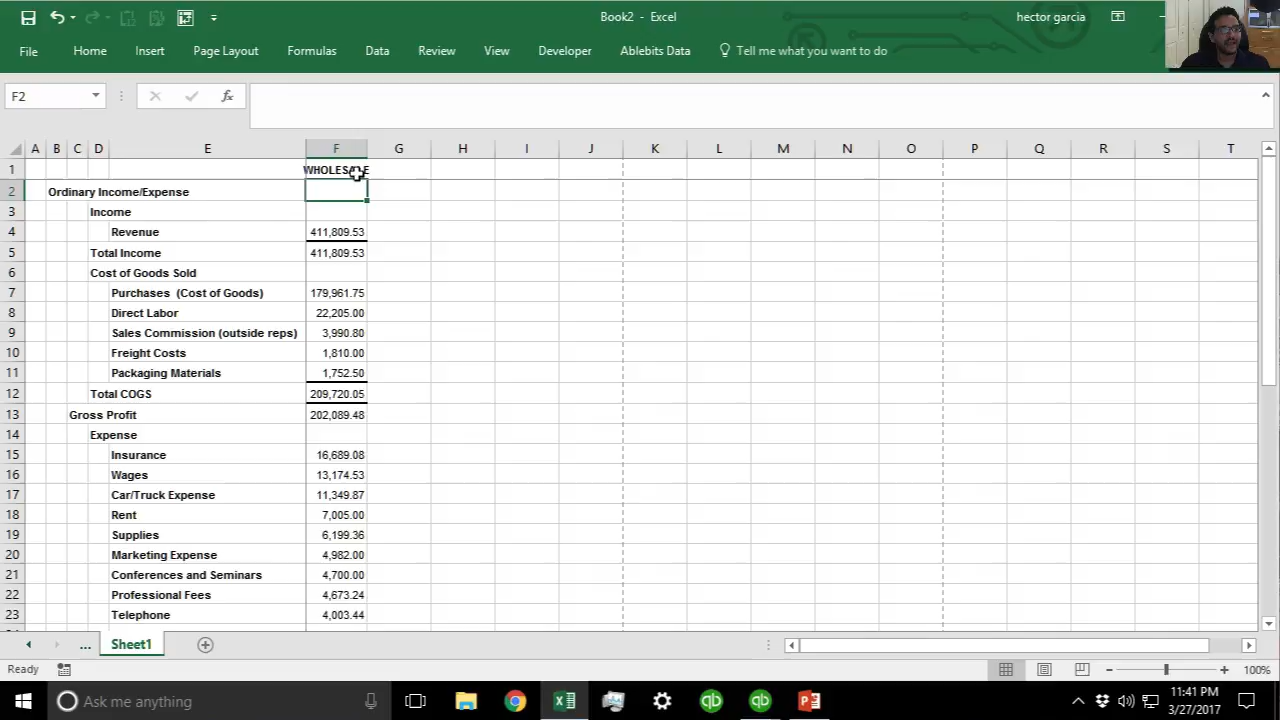 Book2 - Excel
hector garcia
File Home Insert Page Layout Formulas Data Review View Developer Ablebits Data Tell me what you want to do
F2
fx
A B C D E F G H I J K L M N O P Q R S T
1 WHOLESALE
2 Ordinary Income/Expense
3 Income
4 Revenue 411,809.53
5 Total Income 411,809.53
6 Cost of Goods Sold
7 Purchases (Cost of Goods) 179,961.75
8 Direct Labor 22,205.00
9 Sales Commission (outside reps) 3,990.80
10 Freight Costs 1,810.00
11 Packaging Materials 1,752.50
12 Total COGS 209,720.05
13 Gross Profit 202,089.48
14 Expense
15 Insurance 16,689.08
16 Wages 13,174.53
17 Car/Truck Expense 11,349.87
18 Rent 7,005.00
19 Supplies 6,199.36
20 Marketing Expense 4,982.00
21 Conferences and Seminars 4,700.00
22 Professional Fees 4,673.24
23 Telephone 4,003.44
... Sheet1
Ready
100%
Ask me anything
qb qb
11:41 PM
3/27/2017